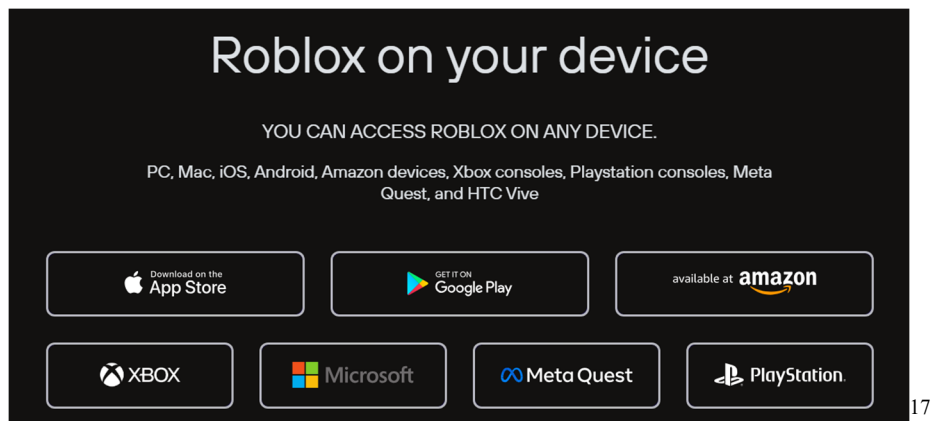 Roblox on your device
YOU CAN ACCESS ROBLOX ON ANY DEVICE.
PC, Mac, iOS, Android, Amazon devices, Xbox consoles, Playstation consoles, Meta
Quest, and HTC Vive
Download on the
App Store
GET IT ON
Google Play
available at amazon
XBOX
Microsoft
Meta Quest
PlayStation.
17